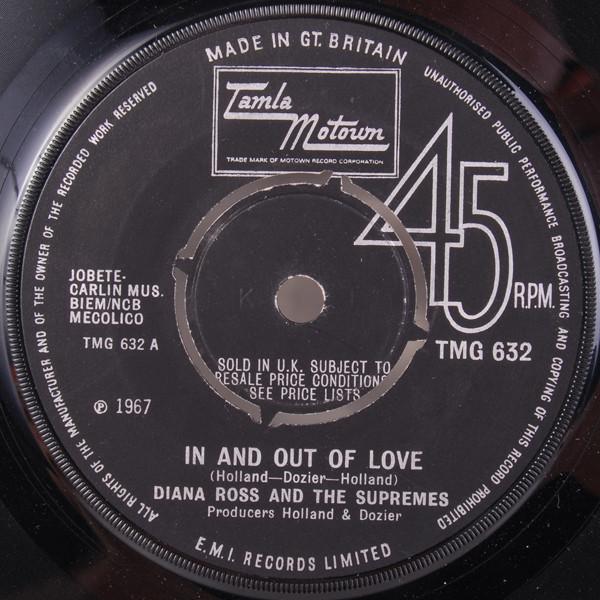 MADE IN GT. BRITAIN
UNAUTHORISED PUBLIC PERFORMANCE BROADCASTING AND COPYING OF THIS RECORD PROHIBITED
ALL RIGHTS OF THE MANUFACTURER AND OF THE OWNER OF THE RECORDED WORK RESERVED
Tamla
Motown
TRADE MARK OF MOTOWN RECORD CORPORATION
45
R.P.M.
JOBETE-
CARLIN MUS.
BIEM/NCB
MECOLICO
TMG 632 A
TMG 632
SOLD IN U.K. SUBJECT TO
RESALE PRICE CONDITIONS
SEE PRICE LISTS
℗ 1967
IN AND OUT OF LOVE
(Holland—Dozier—Holland)
DIANA ROSS AND THE SUPREMES
Producers Holland & Dozier
E.M.I. RECORDS LIMITED